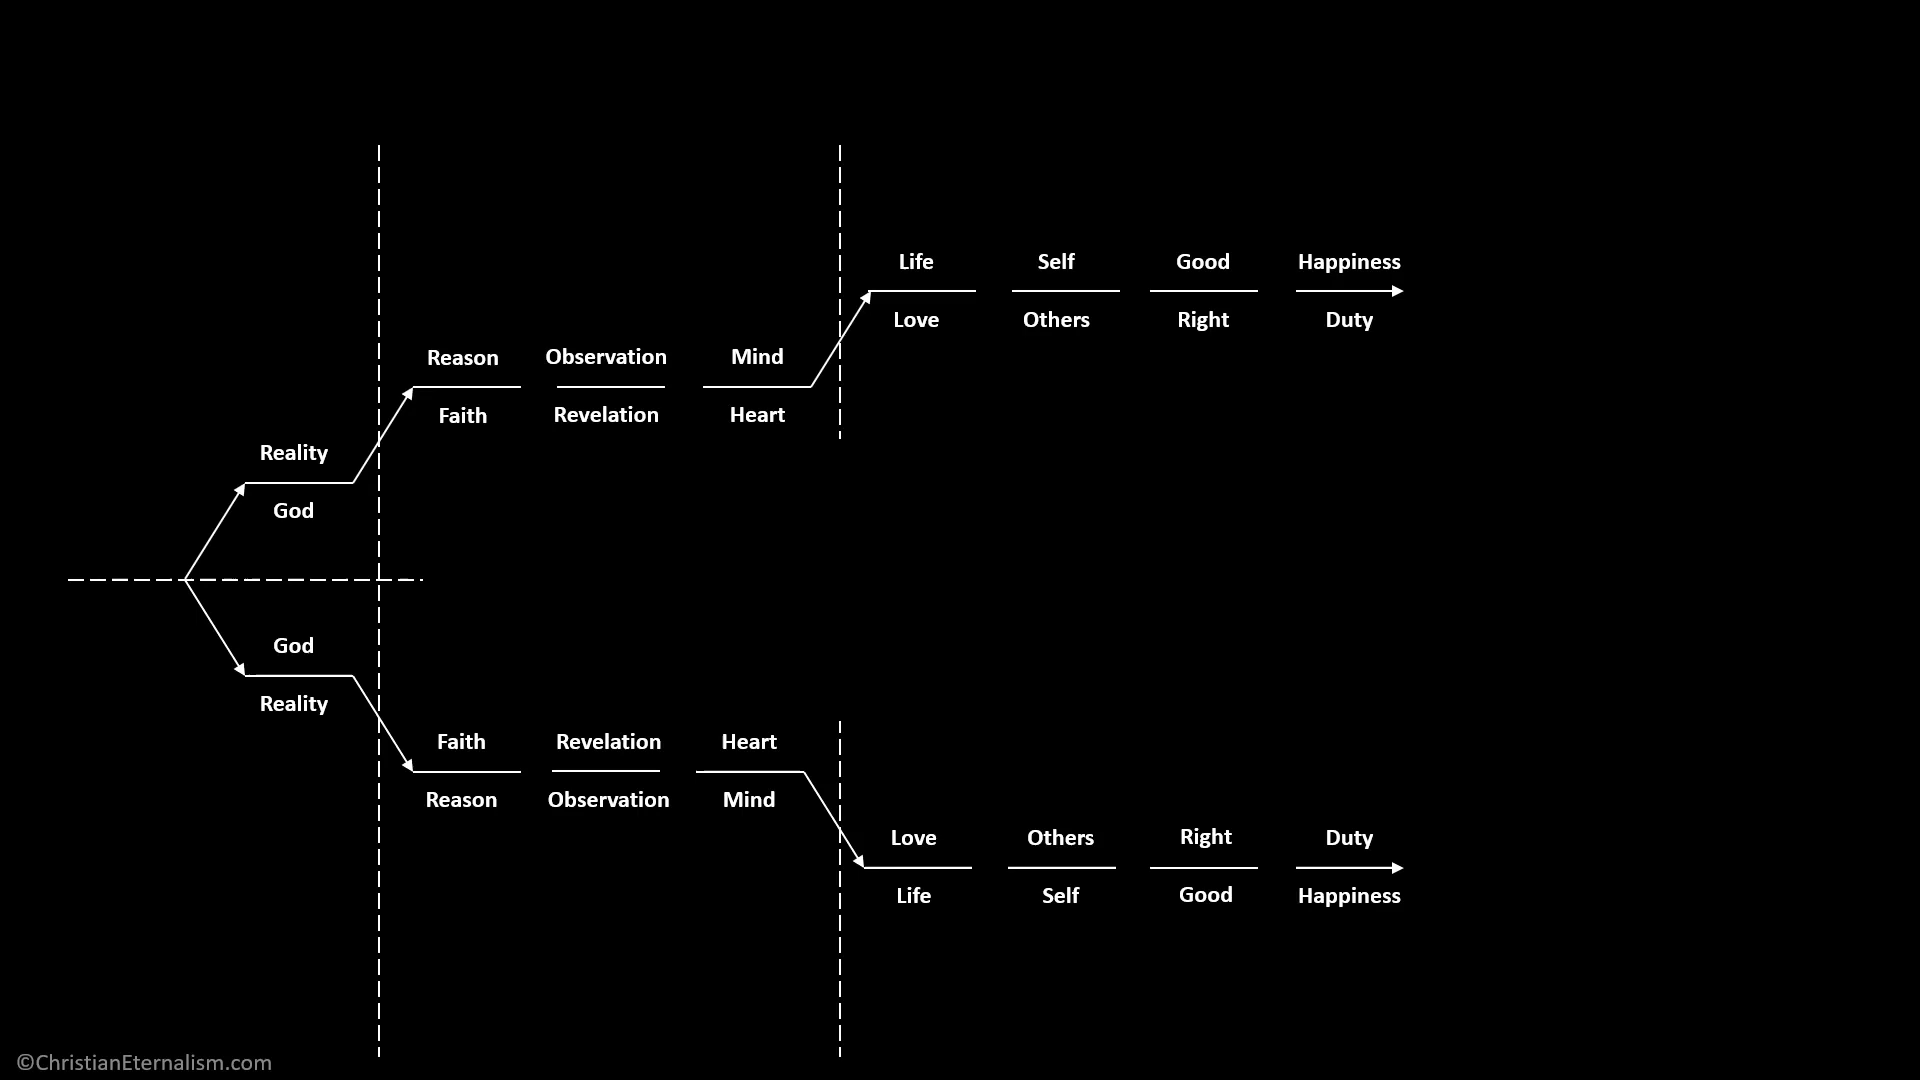 Life Self Good Happiness
Love Others Right Duty
Reason Observation Mind
Faith Revelation Heart
Reality
God
God
Reality
Faith Revelation Heart
Reason Observation Mind
Love Others Right Duty
Life Self Good Happiness
©ChristianEternalism.com